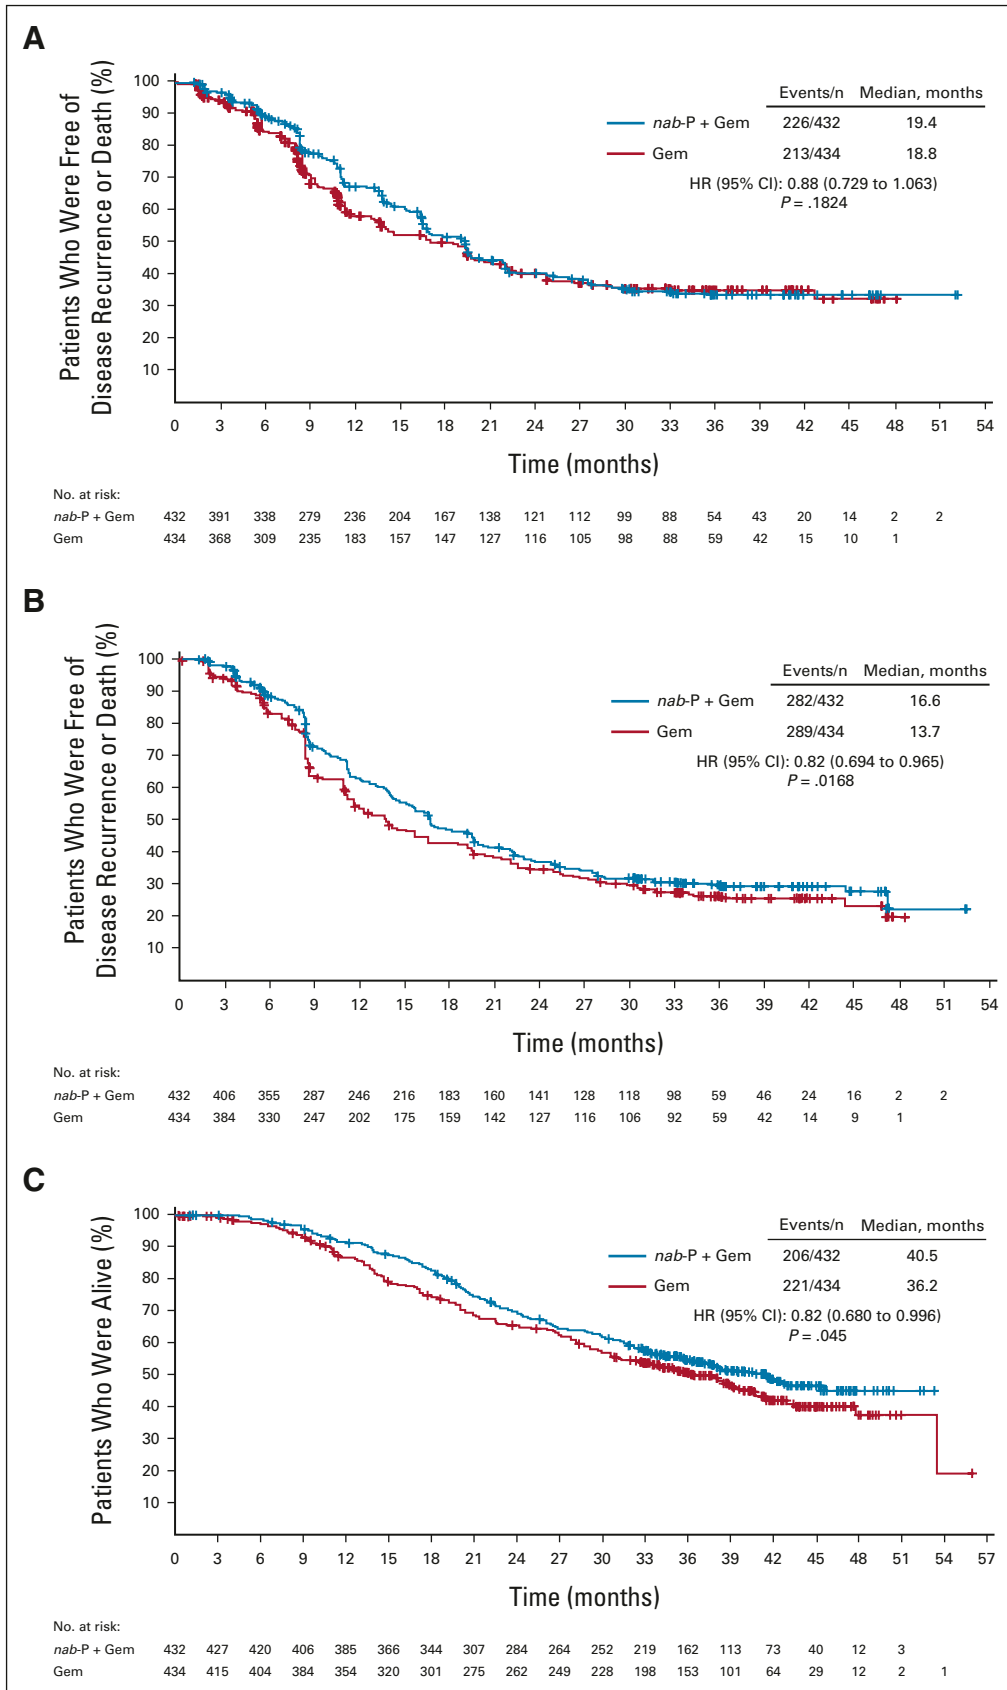 A
Patients Who Were Free of
Disease Recurrence or Death (%)
100
90
80
70
60
50
40
30
20
10
Events/n Median, months
nab-P + Gem 226/432 19.4
Gem 213/434 18.8
HR (95% CI): 0.88 (0.729 to 1.063)
P = .1824
0 3 6 9 12 15 18 21 24 27 30 33 36 39 42 45 51 54
Time (months)
No. at risk:
nab-P + Gem 432 391 338 279 236 204 167 138 121 112 99 88 54 43 20 14 2 2
Gem 434 368 309 235 183 157 147 127 116 105 98 88 59 42 15 10 1
B
Patients Who Were Free of
Disease Recurrence or Death (%)
100
90
80
70
60
50
40
30
20
10
Events/n Median, months
nab-P + Gem 282/432 16.6
Gem 289/434 13.7
HR (95% CI): 0.82 (0.694 to 0.965)
P = .0168
0 3 6 9 12 15 18 21 24 27 30 33 36 39 42 45 48 51 54
Time (months)
No. at risk:
nab-P + Gem 432 406 355 287 246 216 183 160 141 128 118 98 59 46 24 16 2 2
Gem 434 384 330 247 202 175 159 142 127 116 106 92 59 42 14 9 1
C
Patients Who Were Alive (%)
100
90
80
70
60
50
40
30
20
10
Events/n Median, months
nab-P + Gem 206/432 40.5
Gem 221/434 36.2
HR (95% CI): 0.82 (0.680 to 0.996)
P = .045
0 3 6 9 12 15 18 21 24 27 30 33 36 39 42 45 48 51 54 57
Time (months)
No. at risk:
nab-P + Gem 432 427 420 406 385 366 344 307 284 264 252 219 162 113 73 40 12 3
Gem 434 415 404 384 354 320 301 275 262 249 228 198 153 101 64 29 12 2 1